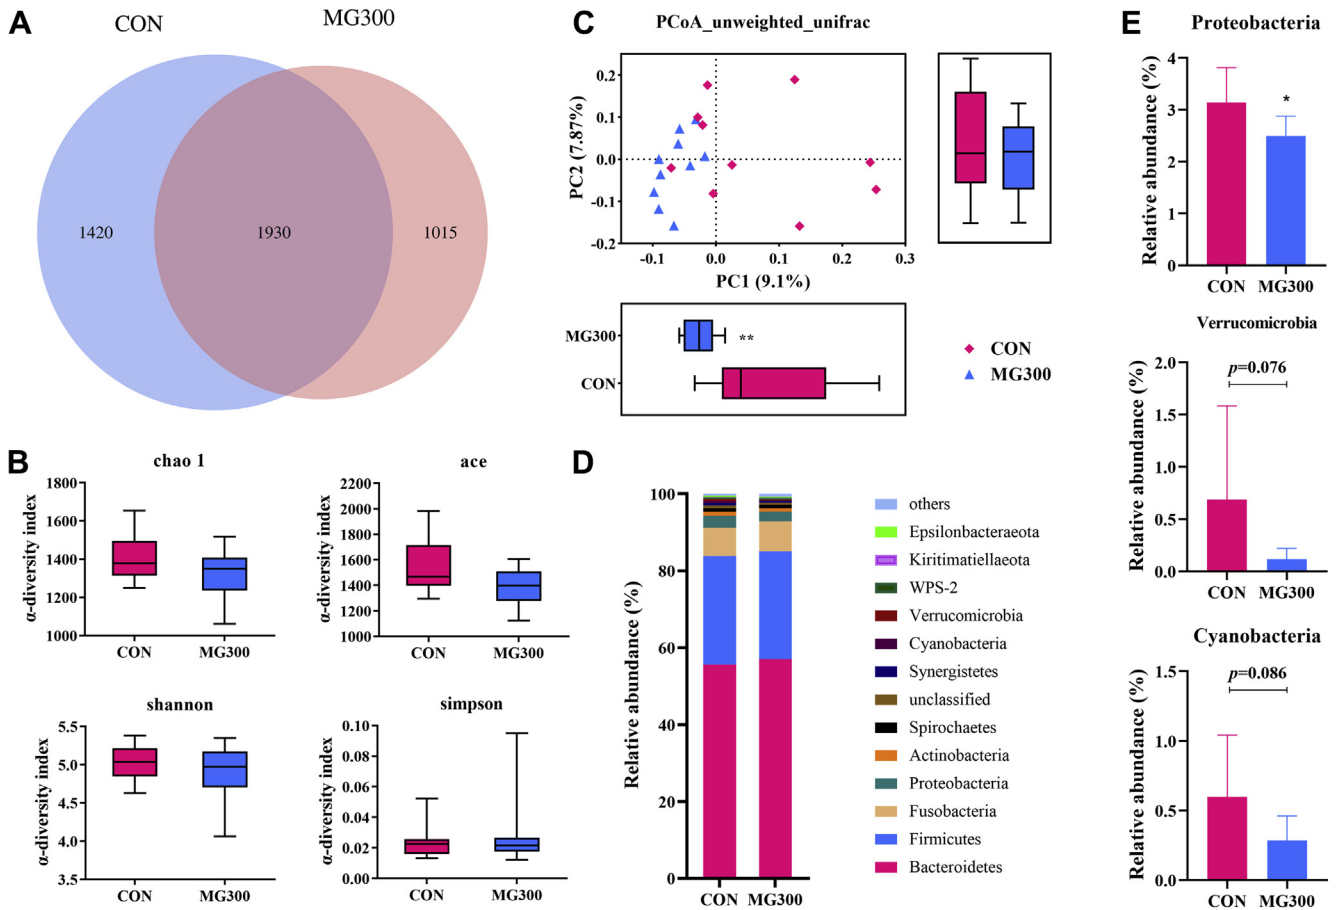 A
CON
MG300
1420
1930
1015
B
chao 1
α-diversity index
1800
1600
1400
1200
1000
CON
MG300
ace
α-diversity index
2200
2000
1800
1600
1400
1200
1000
CON
MG300
shannon
α-diversity index
5.5
5.0
4.5
4.0
3.5
CON
MG300
simpson
α-diversity index
0.10
0.08
0.06
0.04
0.02
0.00
CON
MG300
C
PCoA_unweighted_unifrac
PC2 (7.87%)
0.2
0.1
0.0
-0.1
-0.2
-0.1
0.0
0.1
0.2
0.3
PC1 (9.1%)
MG300
**
CON
CON
MG300
D
Relative abundance (%)
100
80
60
40
20
0
CON
MG300
others
Epsilonbacteraeota
Kiritimatiellaeota
WPS-2
Verrucomicrobia
Cyanobacteria
Synergistetes
unclassified
Spirochaetes
Actinobacteria
Proteobacteria
Fusobacteria
Firmicutes
Bacteroidetes
E
Proteobacteria
Relative abundance (%)
4
3
2
1
0
*
CON
MG300
Verrucomicrobia
Relative abundance (%)
2.0
1.5
1.0
0.5
0.0
p=0.076
CON
MG300
Cyanobacteria
Relative abundance (%)
1.5
1.0
0.5
0.0
p=0.086
CON
MG300